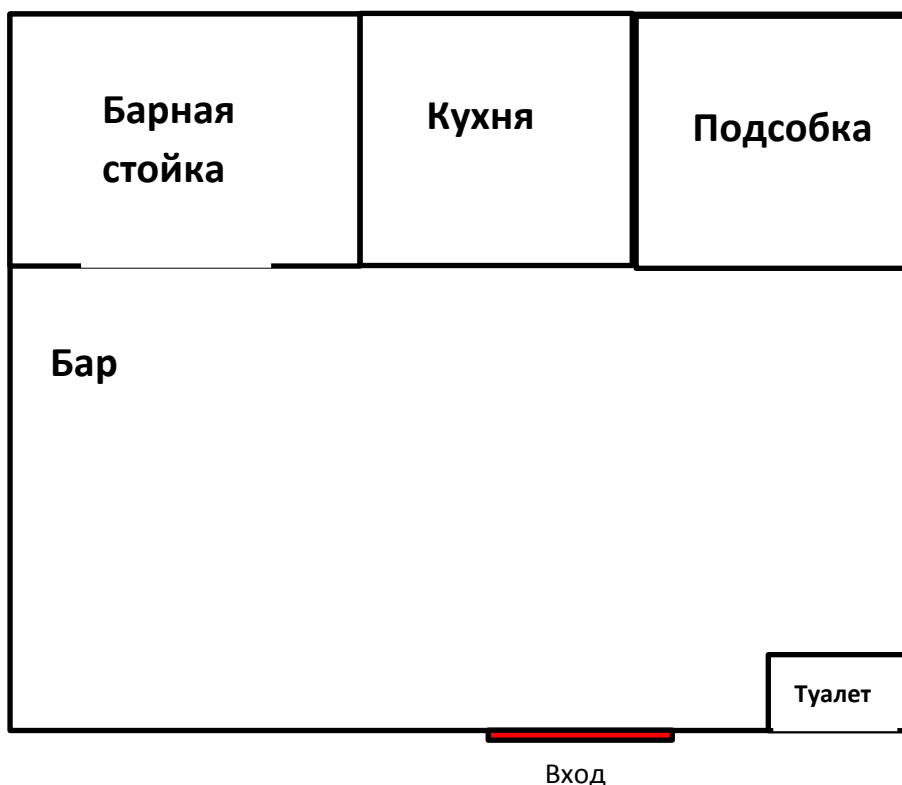 Барная
стойка
Кухня
Подсобка
Бар
Туалет
Вход